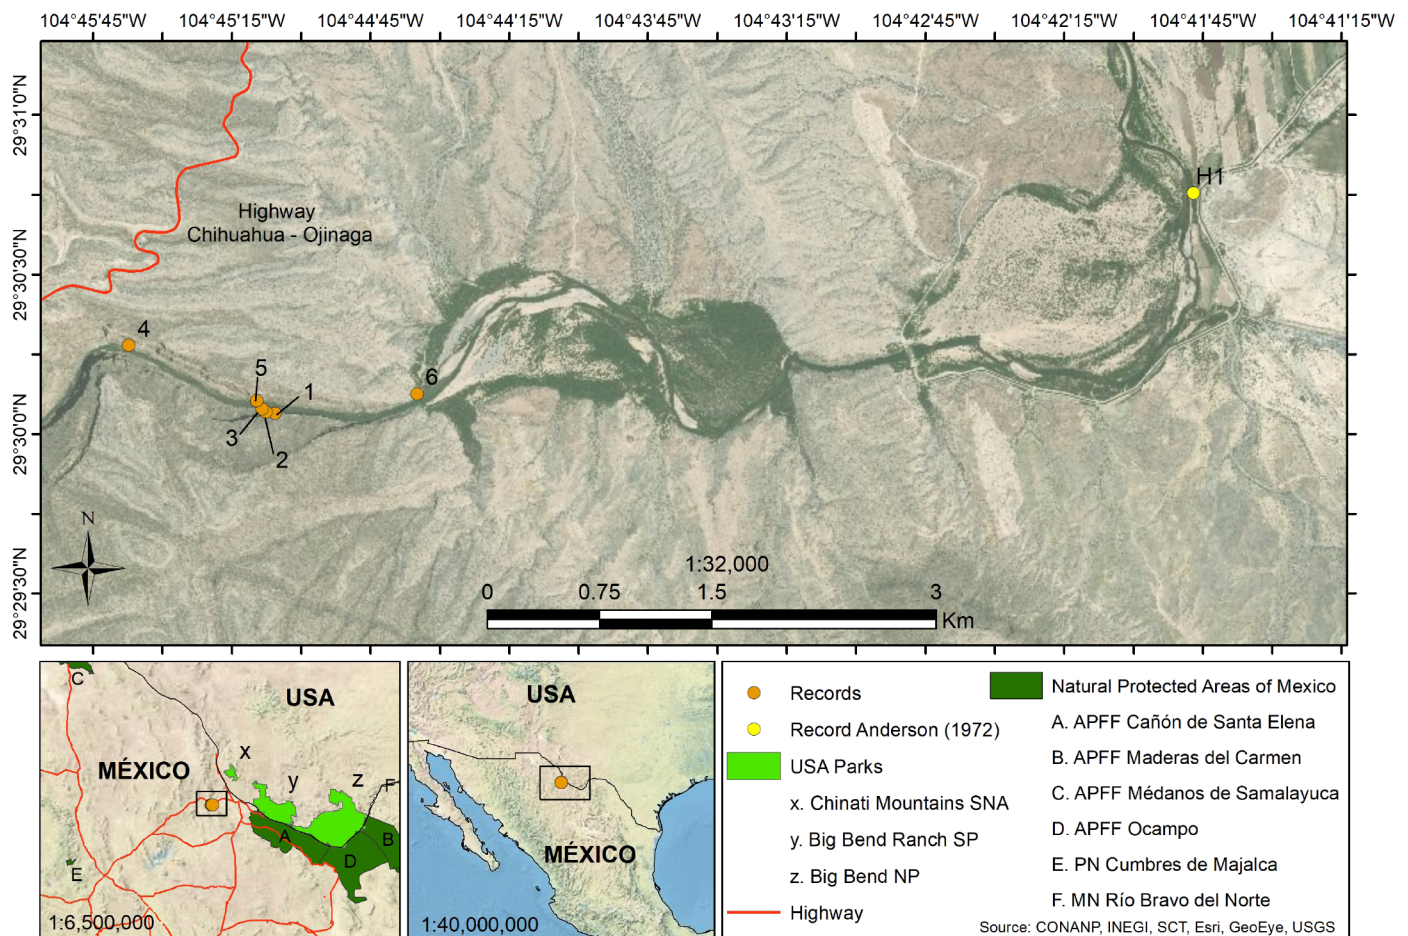 104°45'45"W 104°45'15"W 104°44'45"W 104°44'15"W 104°43'45"W 104°43'15"W 104°42'45"W 104°42'15"W 104°41'45"W 104°41'15"W
29°31'0"N
29°30'30"N
29°30'0"N
29°29'30"N
H1
Highway
Chihuahua - Ojinaga
4
5
1
6
3
2
N
1:32,000
0 0.75 1.5 3
Km
C
USA
x
MÉXICO
y
z
F
A
B
D
E
1:6,500,000
USA
MÉXICO
1:40,000,000
Records
Record Anderson (1972)
USA Parks
x. Chinati Mountains SNA
y. Big Bend Ranch SP
z. Big Bend NP
Highway
Natural Protected Areas of Mexico
A. APFF Cañón de Santa Elena
B. APFF Maderas del Carmen
C. APFF Médanos de Samalayuca
D. APFF Ocampo
E. PN Cumbres de Majalca
F. MN Río Bravo del Norte
Source: CONANP, INEGI, SCT, Esri, GeoEye, USGS